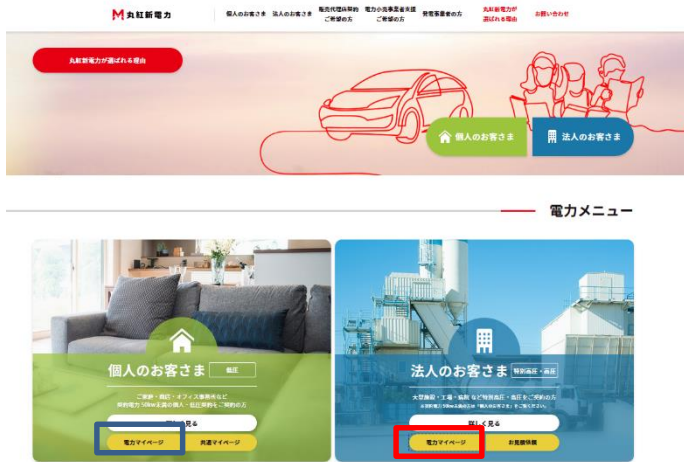 丸紅新電力
個人のお客さま
法人のお客さま
販売代理店契約
ご希望の方
電力小売事業者支援
ご希望の方
発電事業者の方
丸紅新電力が
選ばれる理由
お問い合わせ
丸紅新電力が選ばれる理由
個人のお客さま
法人のお客さま
電力メニュー
個人のお客さま 低圧
ご家庭・商店・オフィス事務所など
契約電力50kw未満の個人・低圧契約をご契約の方
詳しく見る
電力マイページ
共通マイページ
法人のお客さま 特別高圧・高圧
大型施設・工場・病院 など特別高圧・高圧をご契約の方
詳しく見る
電力マイページ
お見積依頼